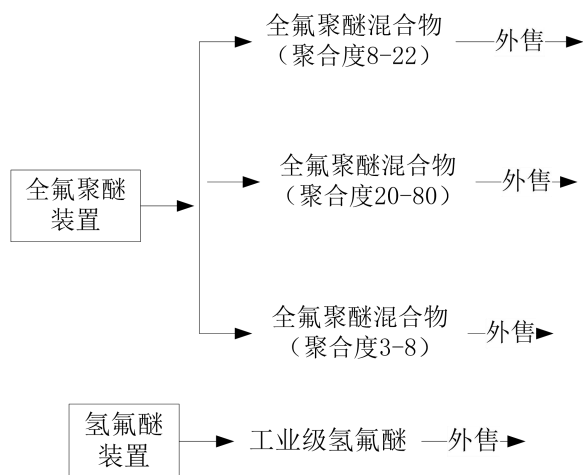 全氟聚醚混合物
（聚合度8-22）
外售
全氟聚醚
装置
全氟聚醚混合物
（聚合度20-80）
外售
全氟聚醚混合物
（聚合度3-8）
外售
氢氟醚
装置
工业级氢氟醚
外售